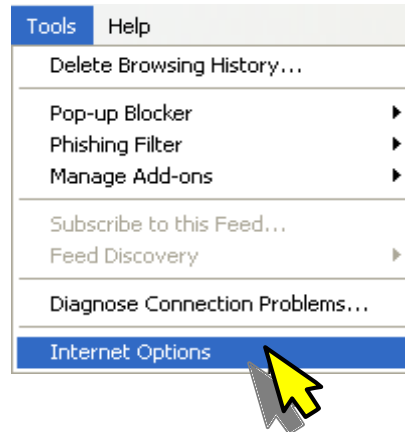 Tools Help
Delete Browsing History...
Pop-up Blocker
Phishing Filter
Manage Add-ons
Subscribe to this Feed...
Feed Discovery
Diagnose Connection Problems...
Internet Options